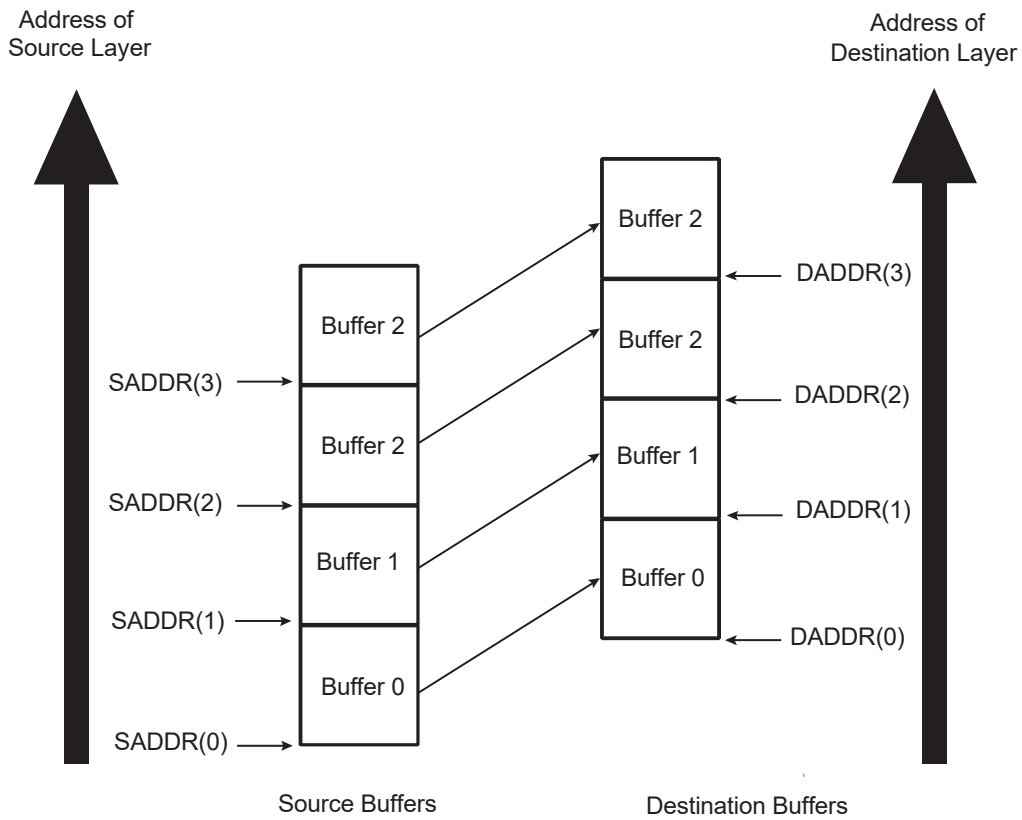 Address of
Source Layer
Address of
Destination Layer
Buffer 2
DADDR(3)
Buffer 2
Buffer 2
SADDR(3)
DADDR(2)
Buffer 2
Buffer 1
SADDR(2)
DADDR(1)
Buffer 1
Buffer 0
SADDR(1)
DADDR(0)
Buffer 0
SADDR(0)
Source Buffers
Destination Buffers